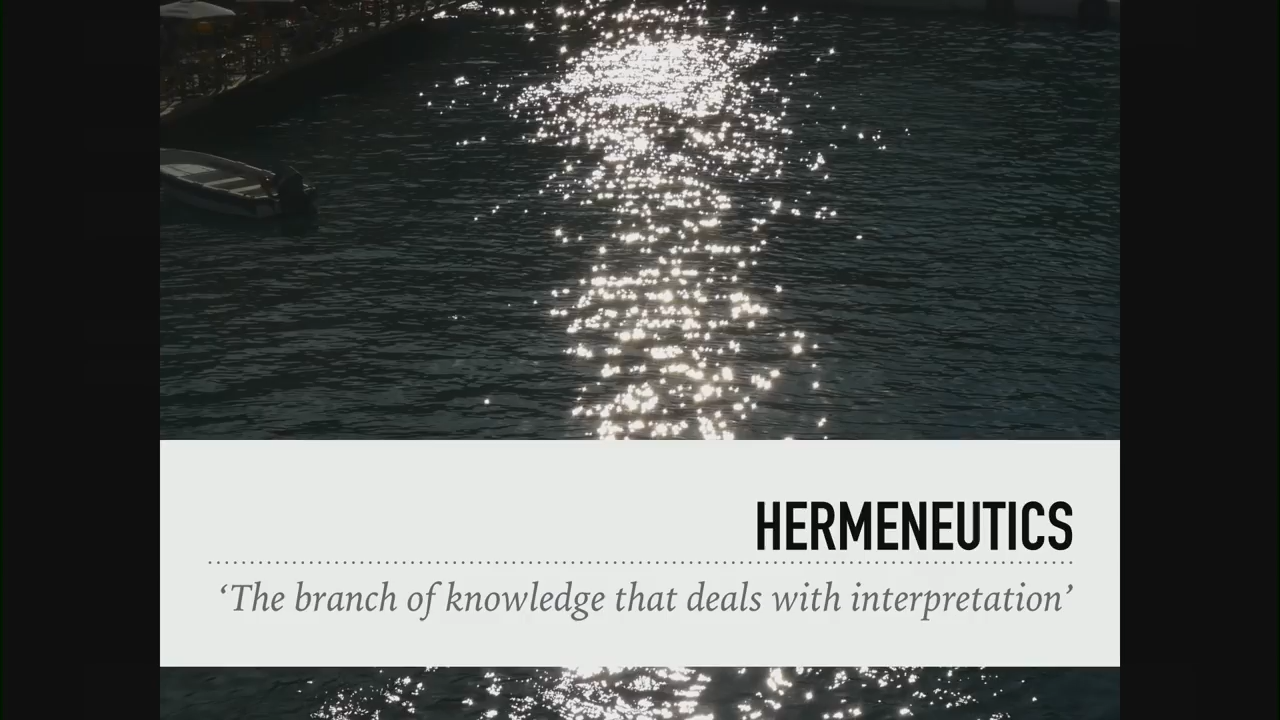 HERMENEUTICS
‘The branch of knowledge that deals with interpretation’